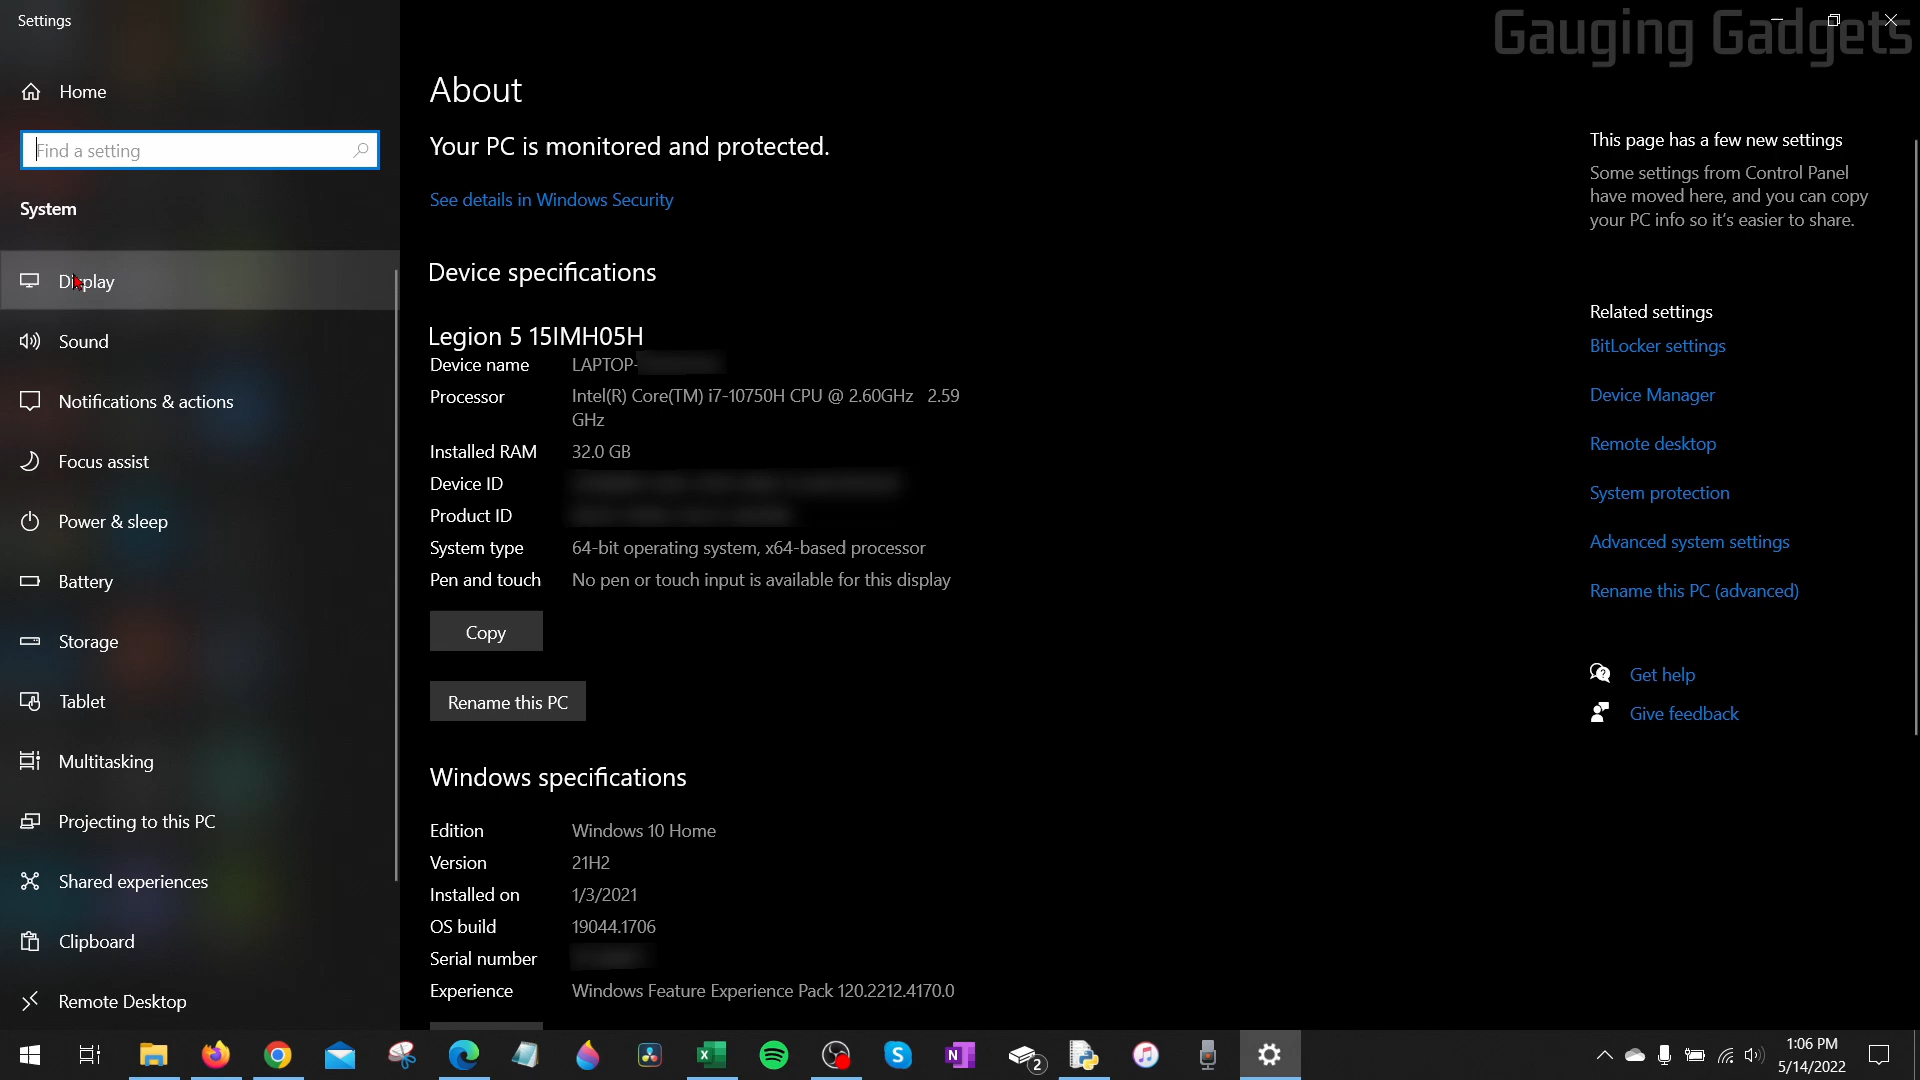 Settings
Gauging Gadgets
Home
Find a setting
System
Display
Sound
Notifications & actions
Focus assist
Power & sleep
Battery
Storage
Tablet
Multitasking
Projecting to this PC
Shared experiences
Clipboard
Remote Desktop
About
Your PC is monitored and protected.
See details in Windows Security
Device specifications
Legion 5 15IMH05H
Device name LAPTOP-
Processor Intel(R) Core(TM) i7-10750H CPU @ 2.60GHz 2.59
GHz
Installed RAM 32.0 GB
Device ID
Product ID
System type 64-bit operating system, x64-based processor
Pen and touch No pen or touch input is available for this display
Copy
Rename this PC
Windows specifications
Edition Windows 10 Home
Version 21H2
Installed on 1/3/2021
OS build 19044.1706
Serial number
Experience Windows Feature Experience Pack 120.2212.4170.0
This page has a few new settings
Some settings from Control Panel
have moved here, and you can copy
your PC info so it's easier to share.
Related settings
BitLocker settings
Device Manager
Remote desktop
System protection
Advanced system settings
Rename this PC (advanced)
Get help
Give feedback
2
1:06 PM
5/14/2022